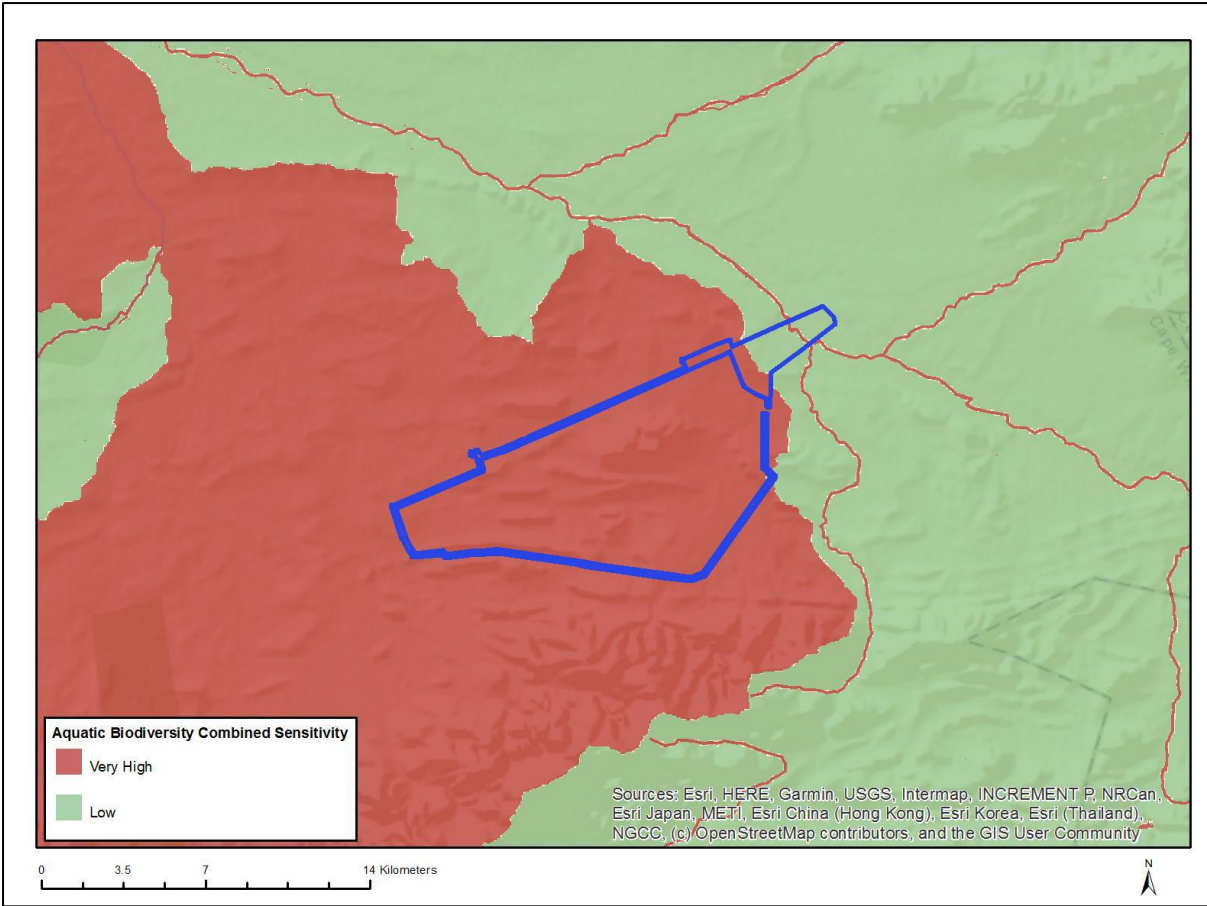 Cape W
Aquatic Biodiversity Combined Sensitivity
Very High
Low
Sources: Esri, HERE, Garmin, USGS, Intermap, INCREMENT P, NRCan,
Esri Japan, METI, Esri China (Hong Kong), Esri Korea, Esri (Thailand),
NGCC, (c) OpenStreetMap contributors, and the GIS User Community
0 3.5 7 14 Kilometers
N